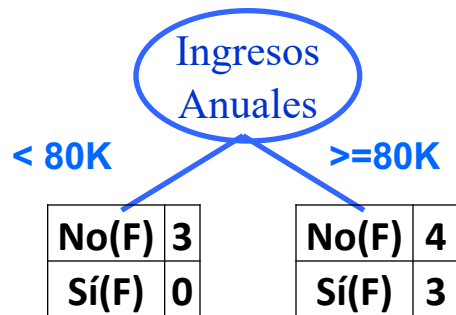 Ingresos
Anuales
< 80K >=80K
No(F) 3 No(F) 4
Sí(F) 0 Sí(F) 3